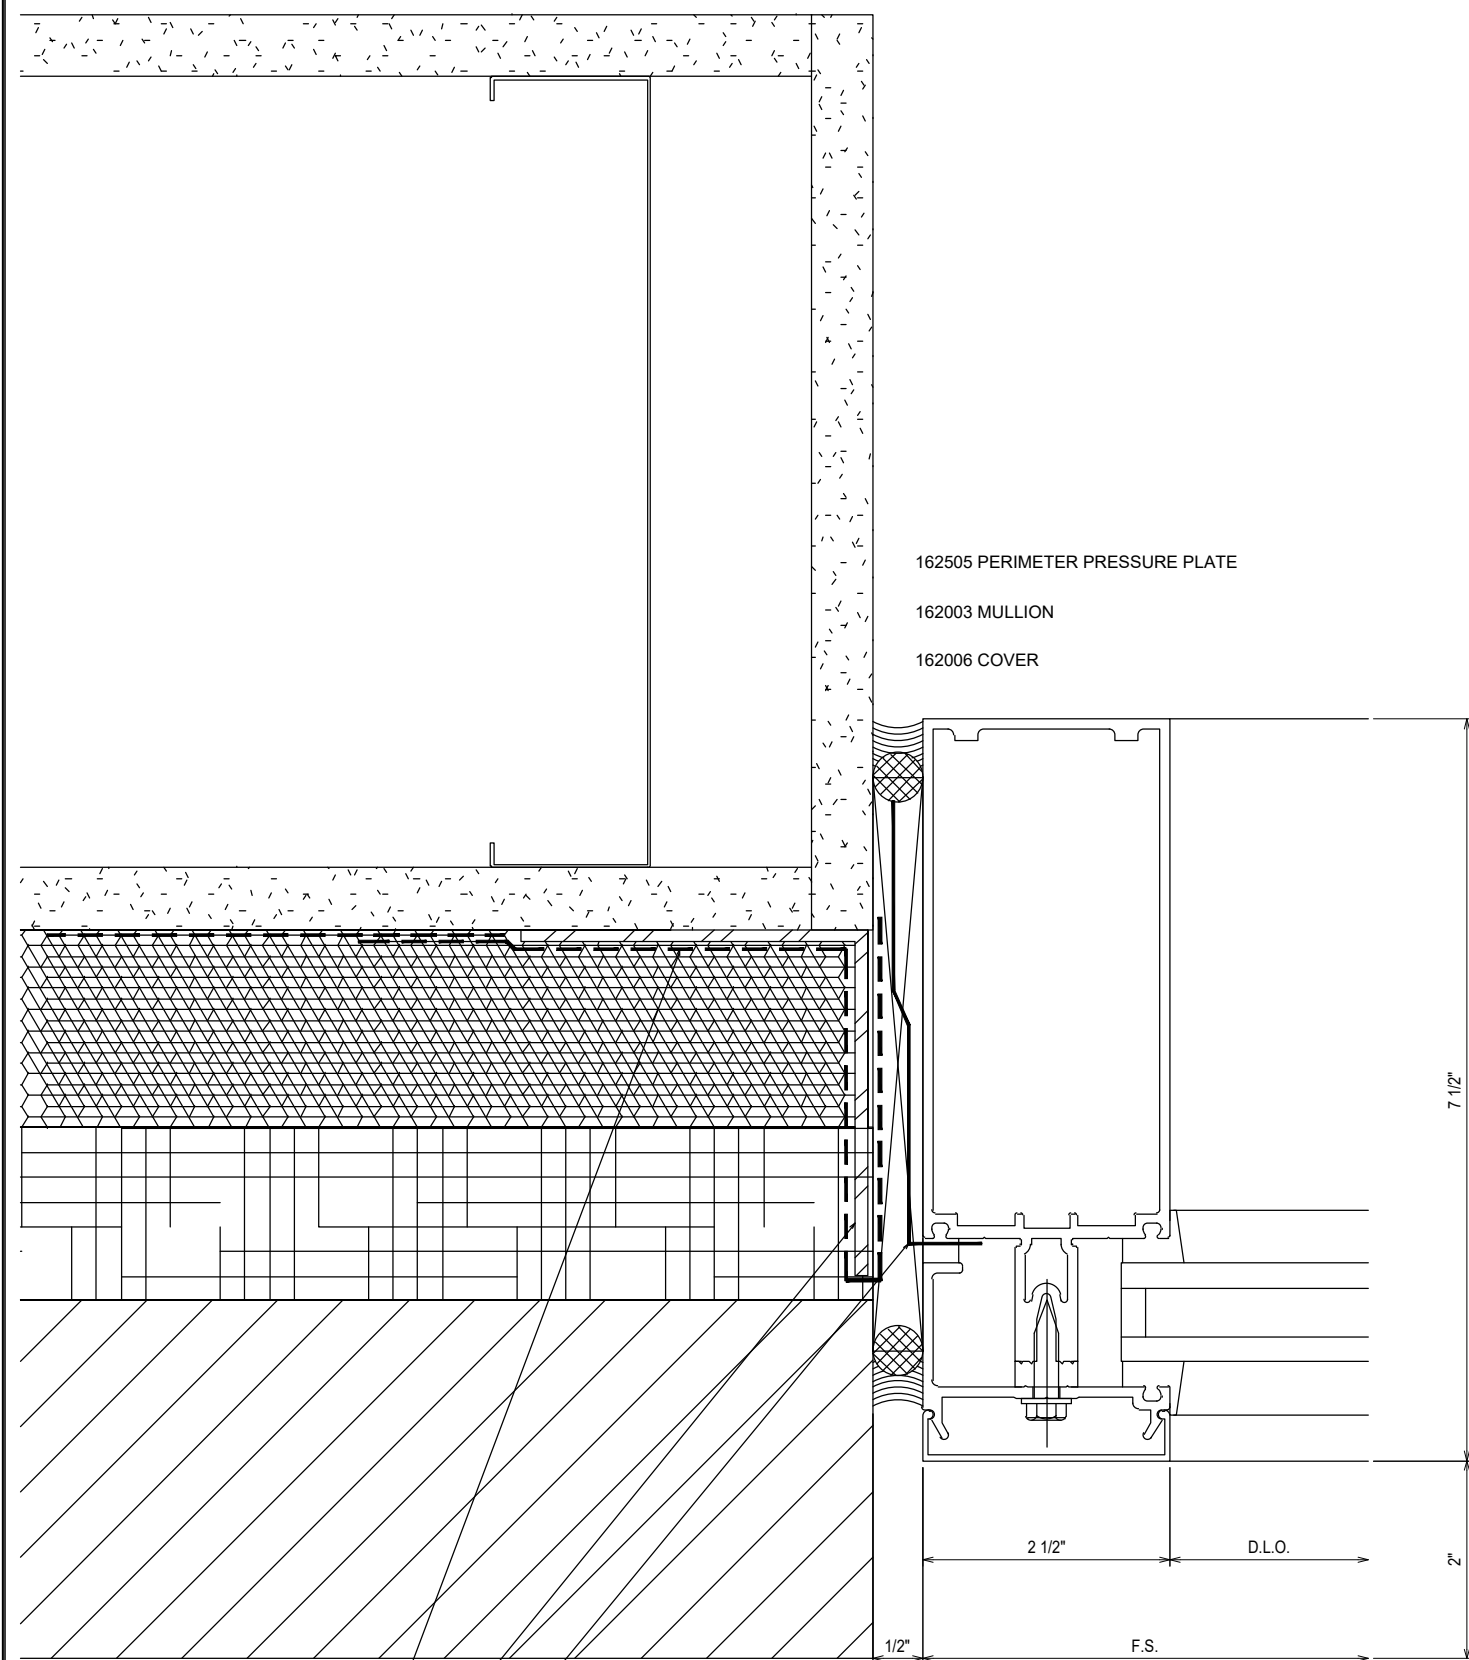 162505 PERIMETER PRESSURE PLATE
162003 MULLION
162006 COVER
7 1/2"
2 1/2"
D.L.O.
2"
1/2"
F.S.